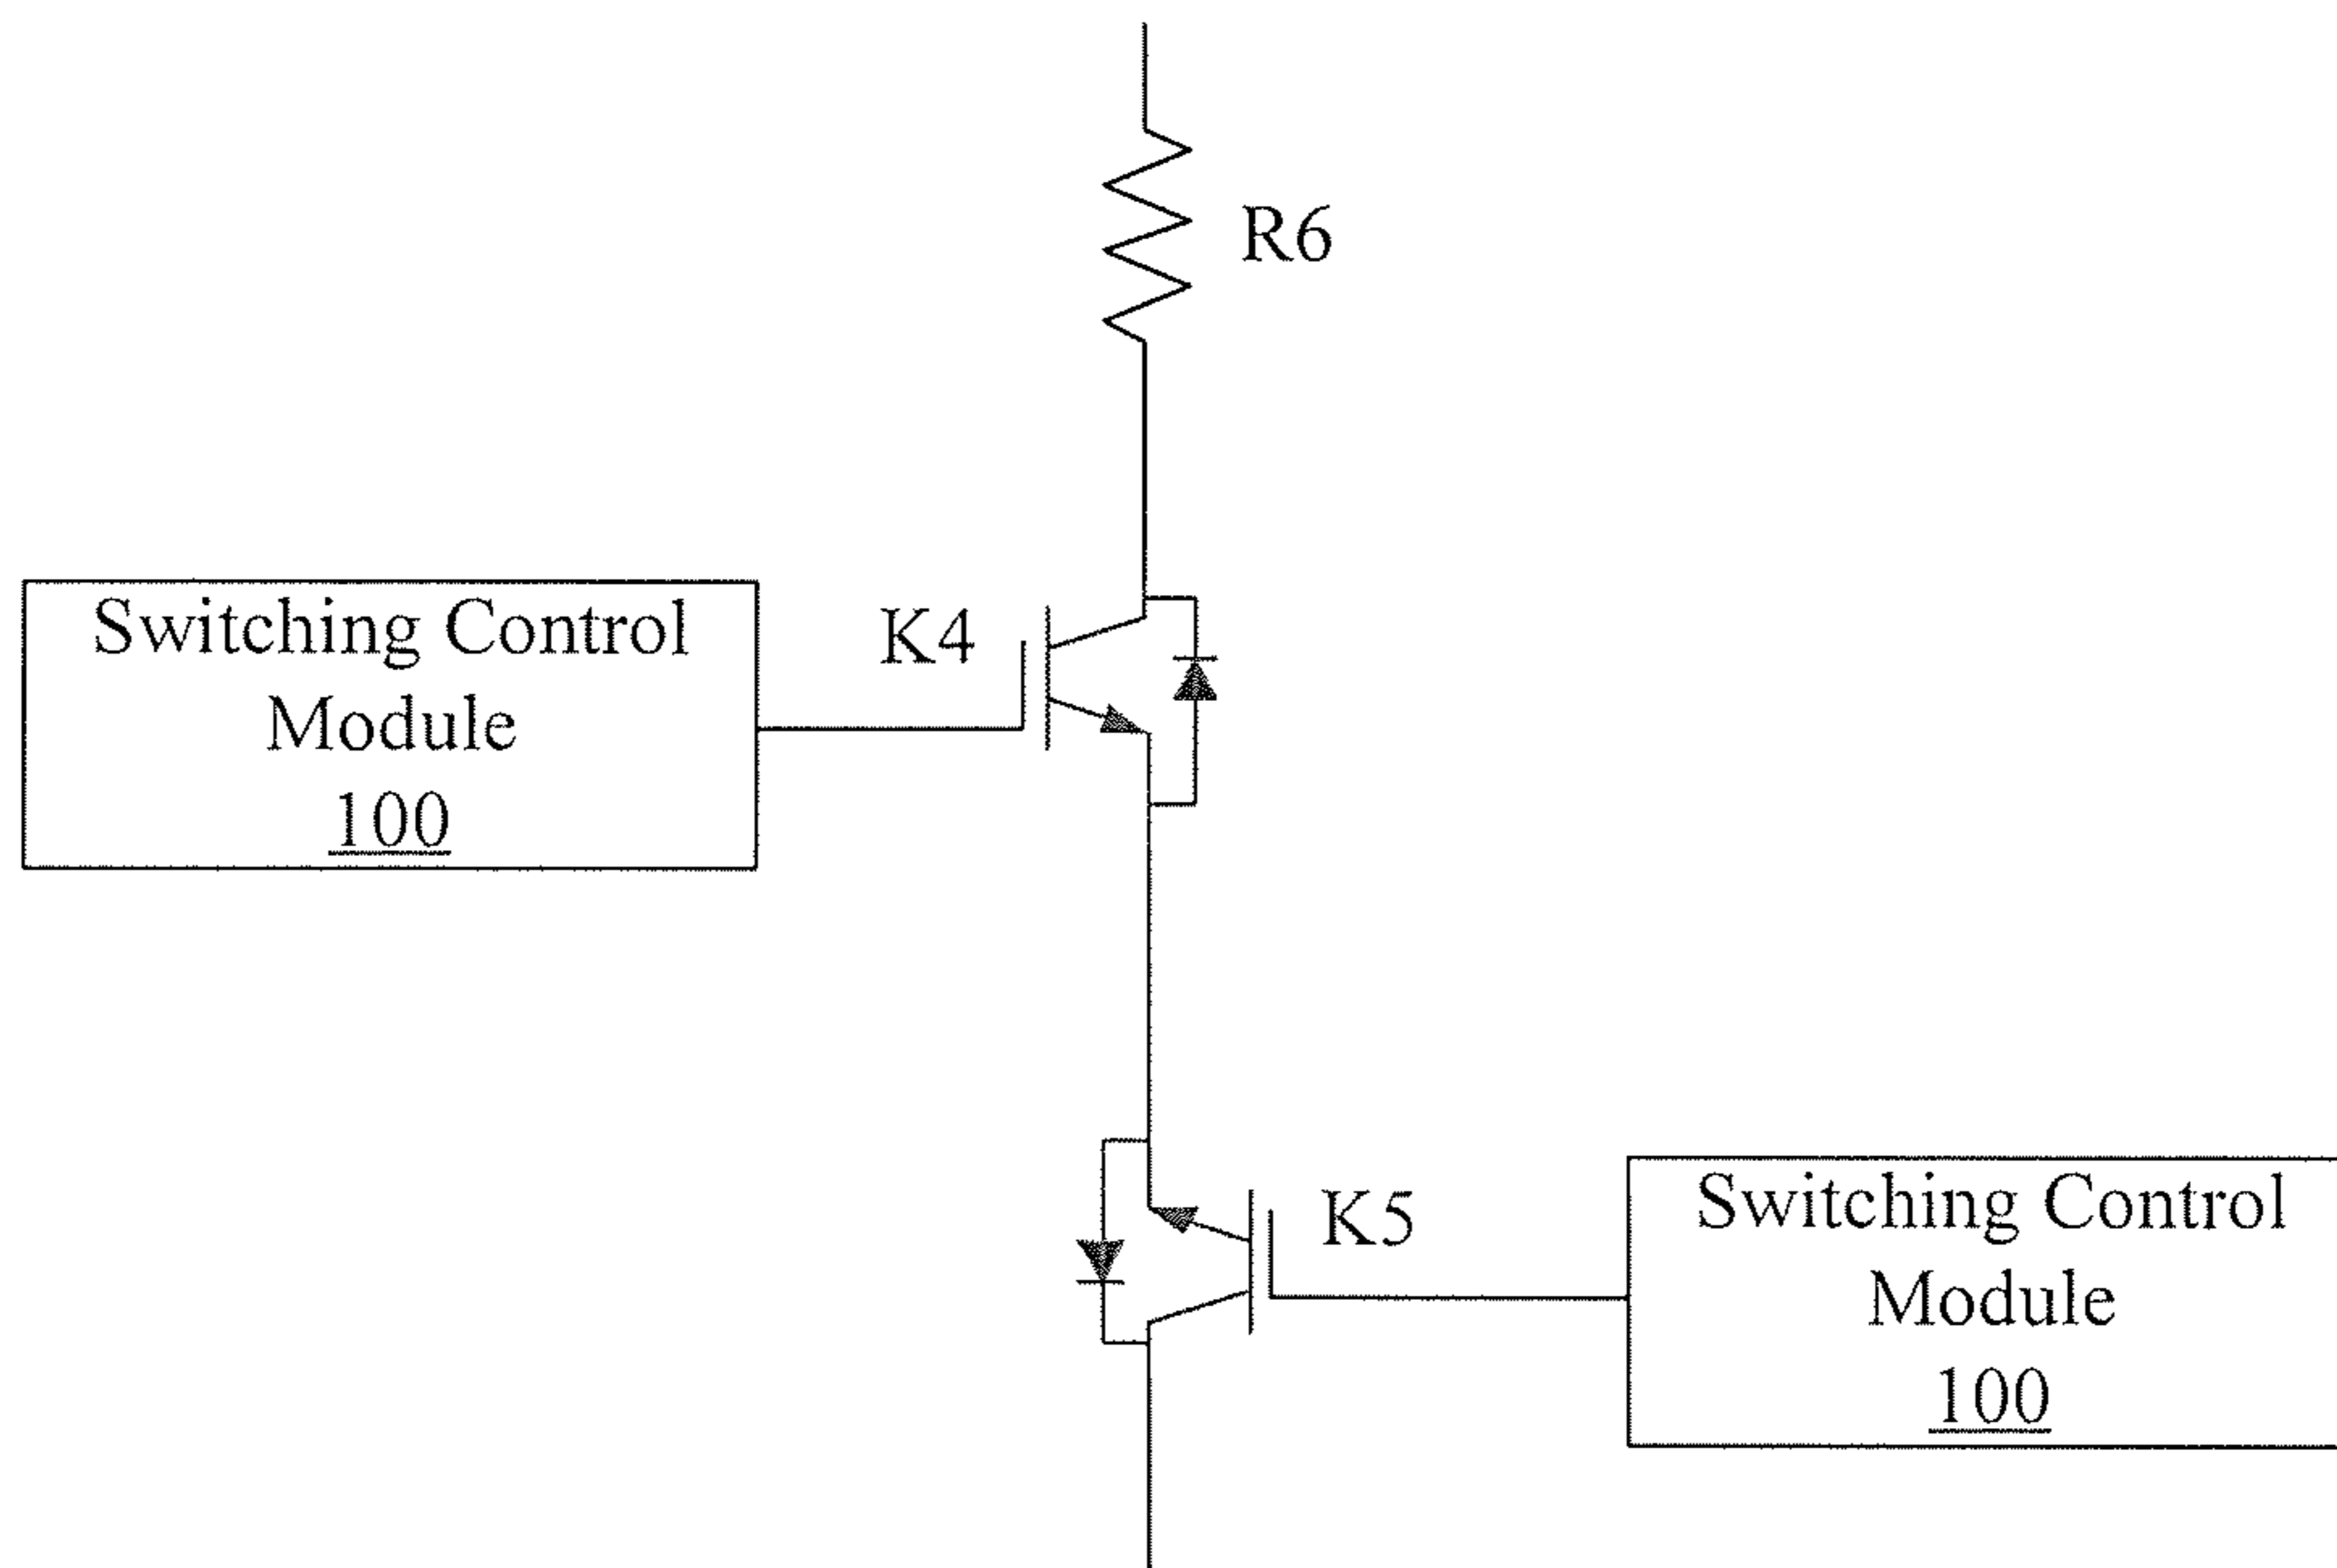 R6
Switching Control
Module
100
K4
K5
Switching Control
Module
100